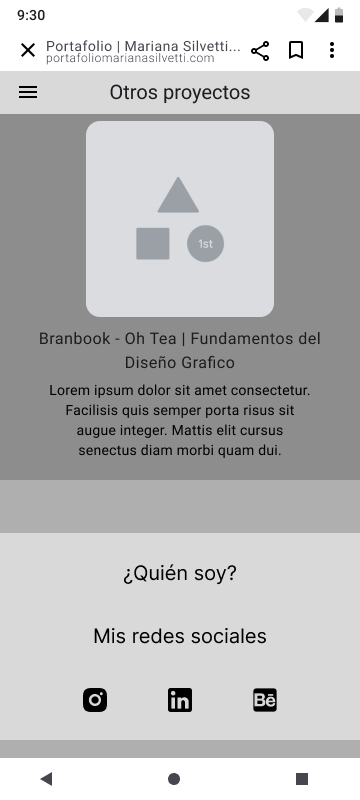 9:30
Portafolio | Mariana Silvetti...
portafoliomarianasilvetti.com
Otros proyectos
1st
Branbook - Oh Tea | Fundamentos del
Diseño Grafico
Lorem ipsum dolor sit amet consectetur.
Facilisis quis semper porta risus sit
augue integer. Mattis elit cursus
senectus diam morbi quam dui.
¿Quién soy?
Mis redes sociales
in
Bē